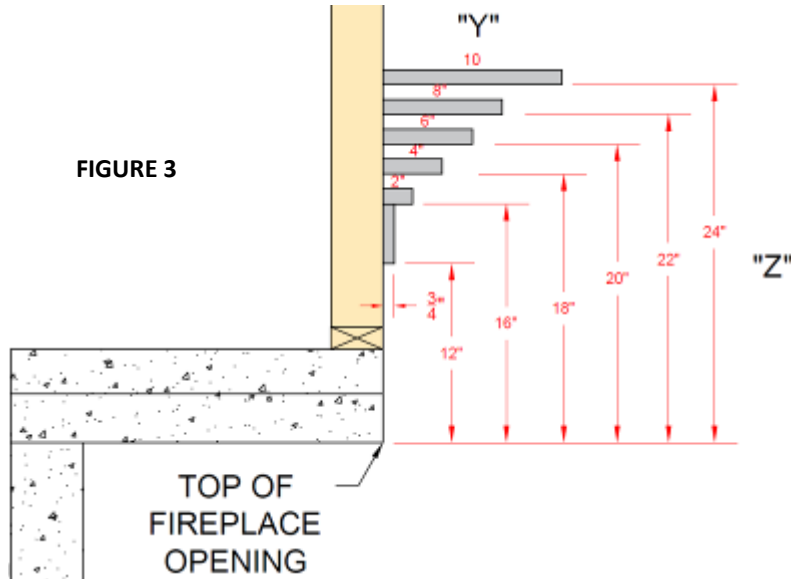 "Y"
10
8"
6"
FIGURE 3
4"
2"
24"
22"
"Z"
20"
3/4"
18"
16"
12"
TOP OF
FIREPLACE
OPENING